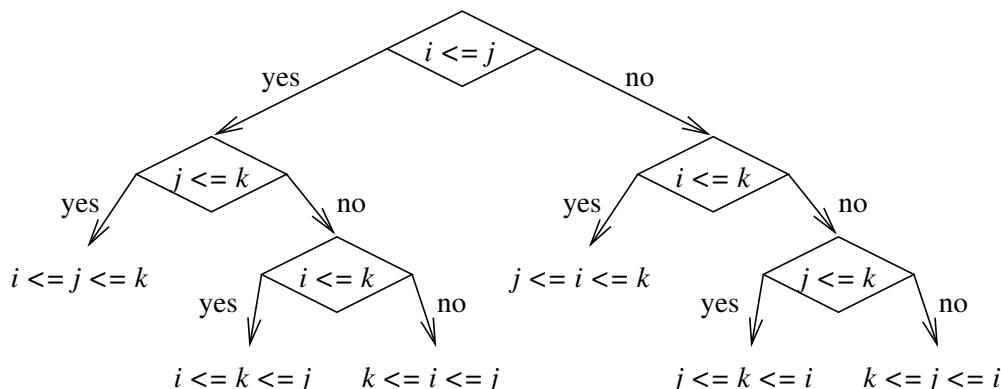 i <= j
yes no
j <= k i <= k
yes no yes no
i <= j <= k i <= k j <= i <= k j <= k
yes no yes no
i <= k <= j k <= i <= j j <= k <= i k <= j <= i